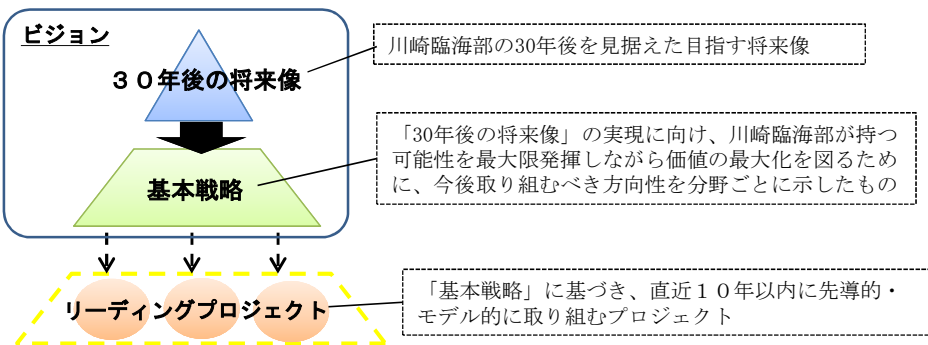 ビジョン
３０年後の将来像
川崎臨海部の30年後を見据えた目指す将来像
基本戦略
「30年後の将来像」の実現に向け、川崎臨海部が持つ
可能性を最大限発揮しながら価値の最大化を図るため
に、今後取り組むべき方向性を分野ごとに示したもの
リーディングプロジェクト
「基本戦略」に基づき、直近１０年以内に先導的・
モデル的に取り組むプロジェクト